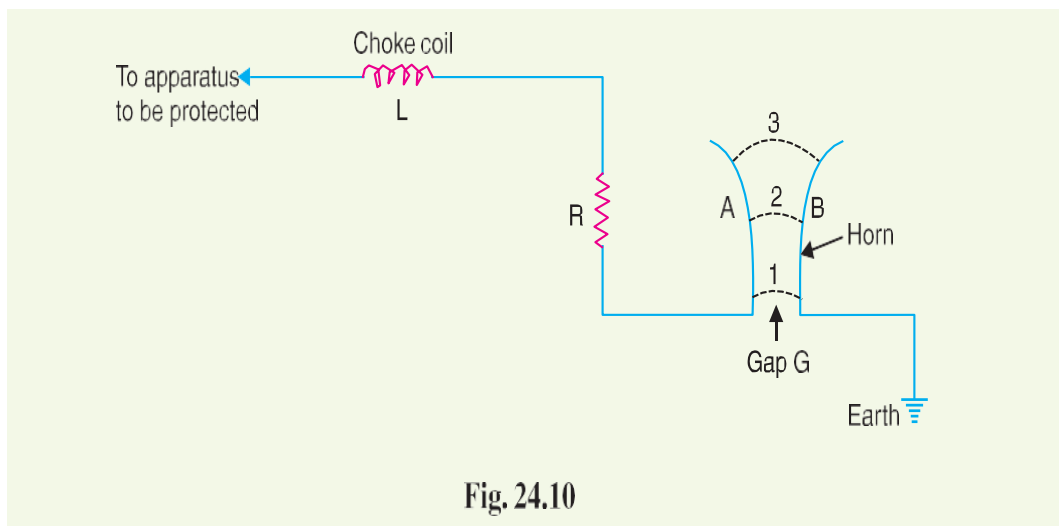 Choke coil
To apparatus
to be protected
L
3
R
A
2
B
Horn
1
Gap G
Earth
Fig. 24.10